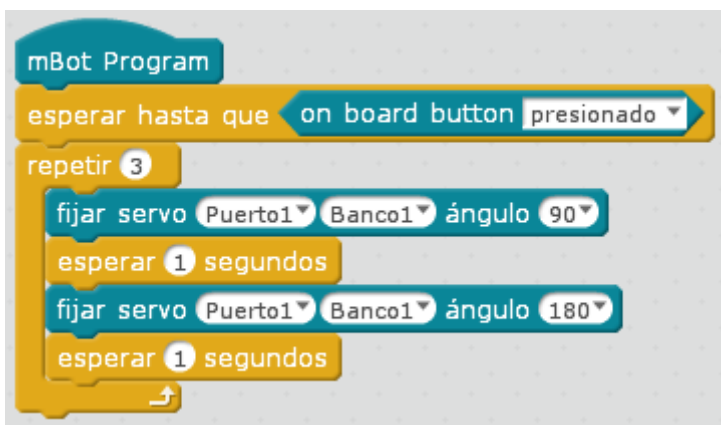 mBot Program
esperar hasta que on board button presionado
repetir 3
fijar servo Puerto1 Banco1 ángulo 90
esperar 1 segundos
fijar servo Puerto1 Banco1 ángulo 180
esperar 1 segundos